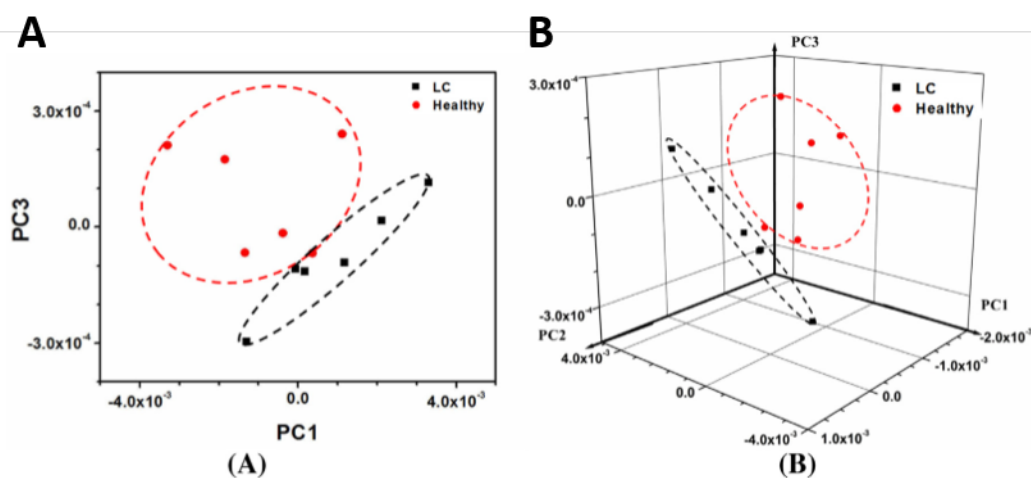 A
B
LC
Healthy
3.0x10⁻⁴
0.0
-3.0x10⁻⁴
PC3
-4.0x10⁻³
0.0
4.0x10⁻³
PC1
(A)
PC3
LC
Healthy
3.0x10⁻⁴
0.0
-3.0x10⁻⁴
PC2
4.0x10⁻³
0.0
-4.0x10⁻³
PC1
-2.0x10⁻³
-1.0x10⁻³
0.0
1.0x10⁻³
(B)